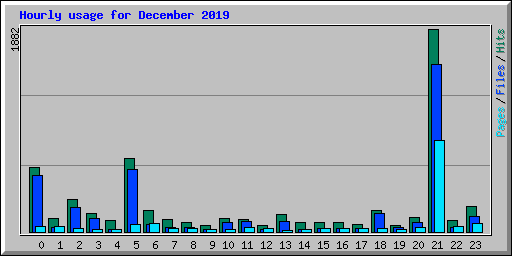 Hourly usage for December 2019
1882
Pages/Files/Hits
0 1 2 3 4 5 6 7 8 9 10 11 12 13 14 15 16 17 18 19 20 21 22 23